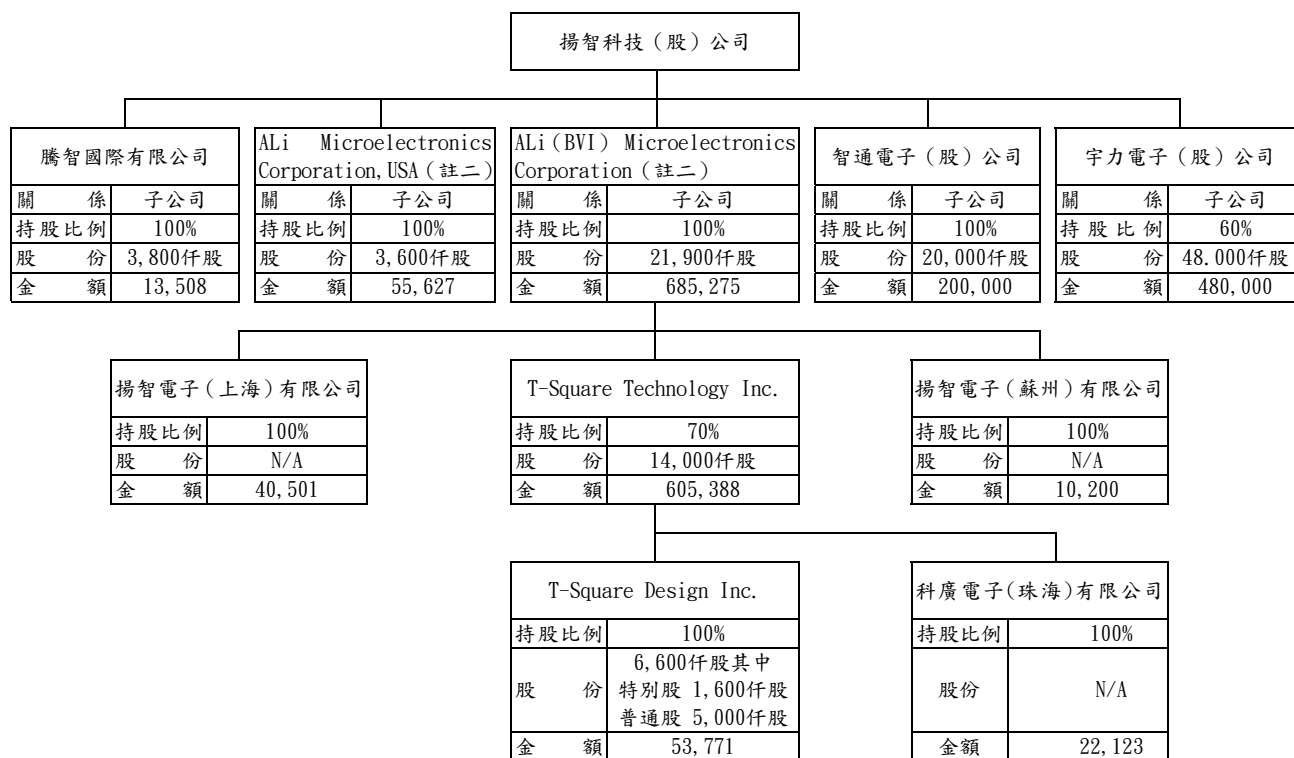 揚智科技（股）公司
騰智國際有限公司
關 係 子公司
持股比例 100%
股 份 3,800仟股
金 額 13,508
ALi Microelectronics
Corporation,USA（註二）
關 係 子公司
持股比例 100%
股 份 3,600仟股
金 額 55,627
ALi(BVI) Microelectronics
Corporation（註二）
關 係 子公司
持股比例 100%
股 份 21,900仟股
金 額 685,275
智通電子（股）公司
關 係 子公司
持股比例 100%
股 份 20,000仟股
金 額 200,000
宇力電子（股）公司
關 係 子公司
持股比例 60%
股 份 48.000仟股
金 額 480,000
揚智電子(上海)有限公司
持股比例 100%
股 份 N/A
金 額 40,501
T-Square Technology Inc.
持股比例 70%
股 份 14,000仟股
金 額 605,388
揚智電子(蘇州)有限公司
持股比例 100%
股 份 N/A
金 額 10,200
T-Square Design Inc.
持股比例 100%
股 份 6,600仟股其中
特別股 1,600仟股
普通股 5,000仟股
金 額 53,771
科廣電子(珠海)有限公司
持股比例 100%
股份 N/A
金額 22,123